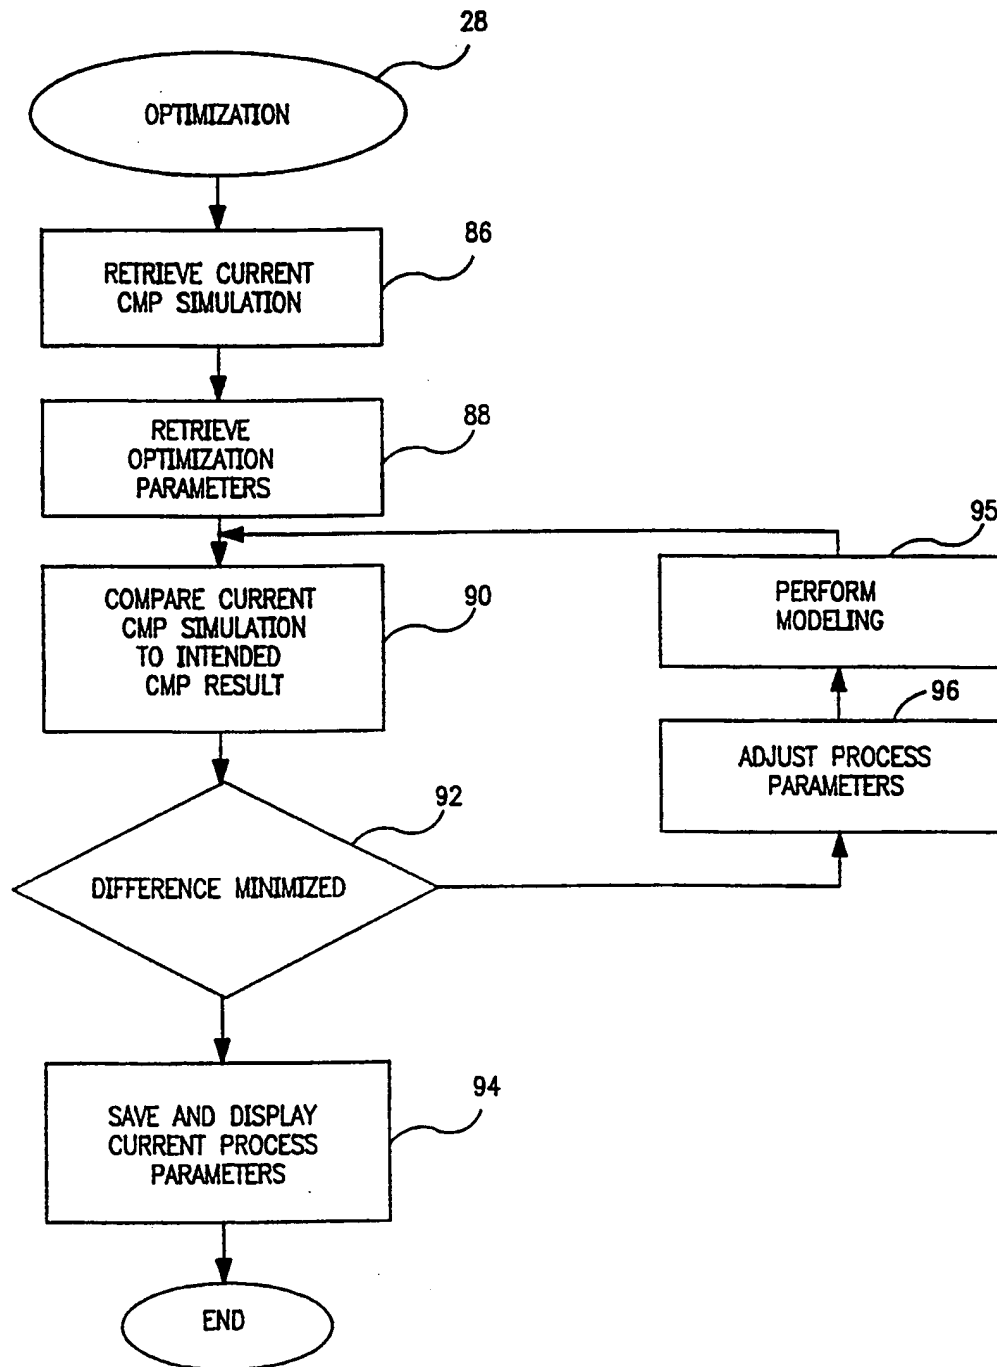 28
OPTIMIZATION
86
RETRIEVE CURRENT
CMP SIMULATION
88
RETRIEVE
OPTIMIZATION
PARAMETERS
95
PERFORM
MODELING
COMPARE CURRENT
CMP SIMULATION
TO INTENDED
CMP RESULT
90
96
ADJUST PROCESS
PARAMETERS
92
DIFFERENCE MINIMIZED
94
SAVE AND DISPLAY
CURRENT PROCESS
PARAMETERS
END